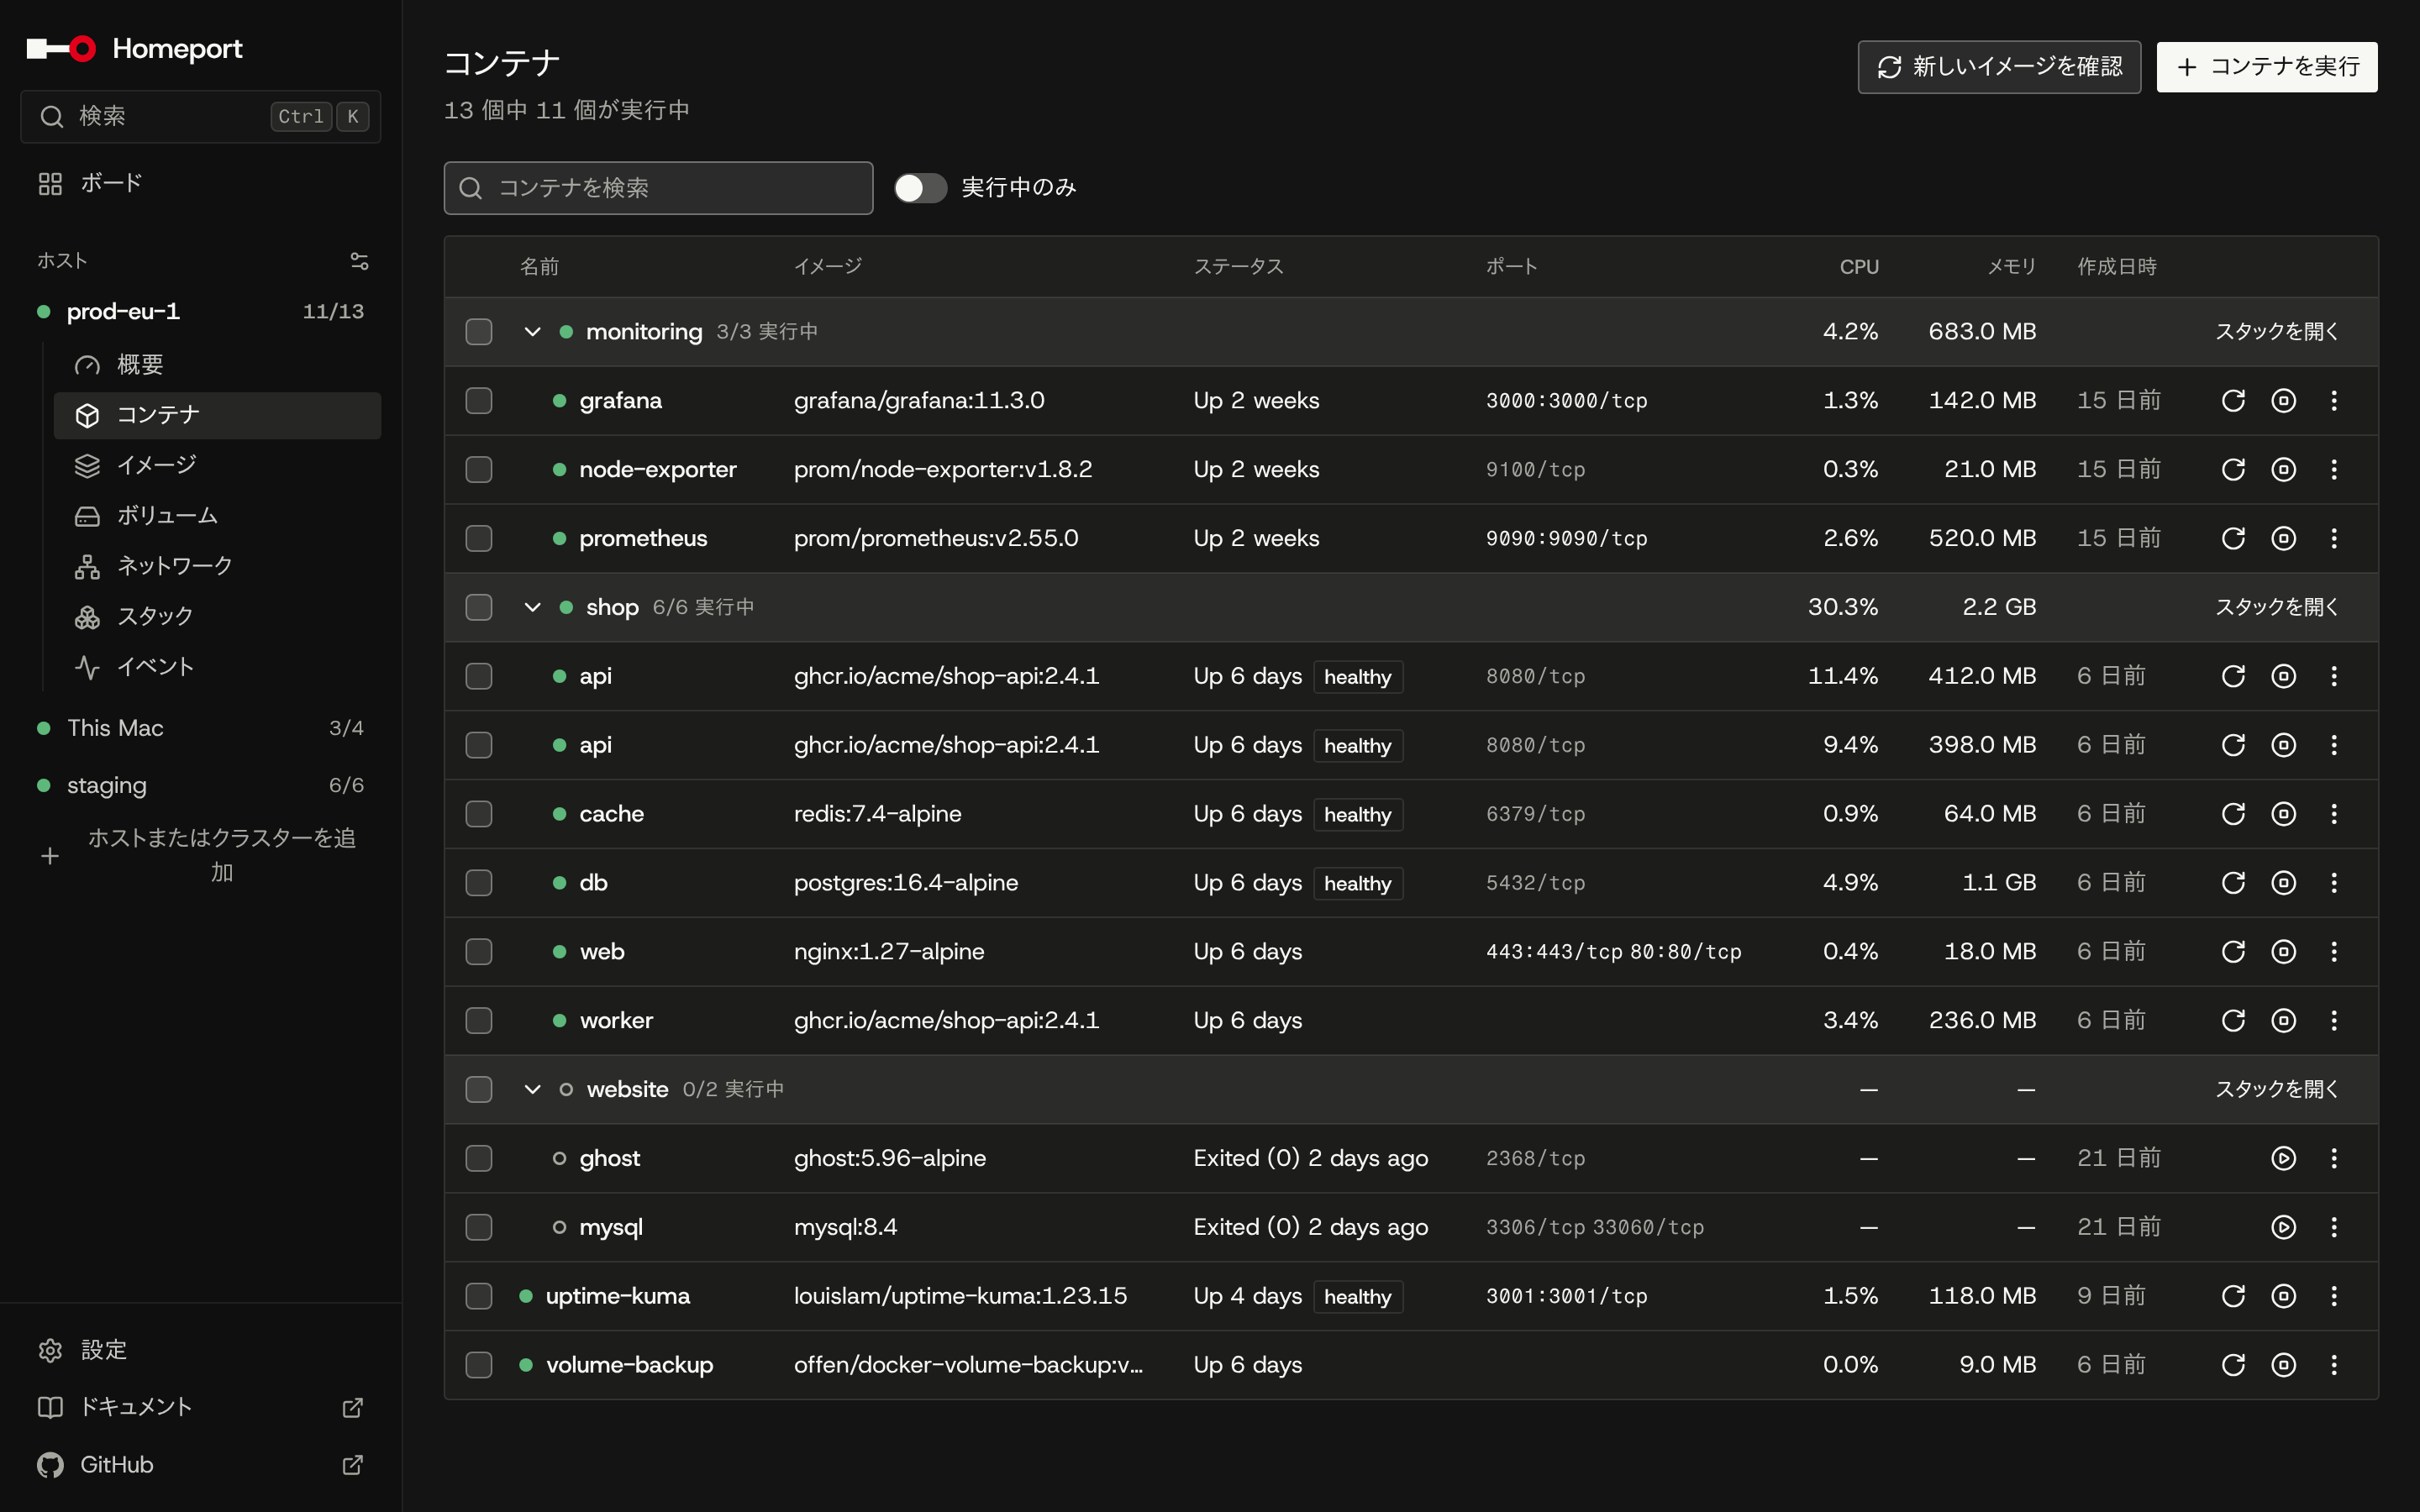 Homeport
検索 Ctrl K
ボード
ホスト
prod-eu-1 11/13
概要
コンテナ
イメージ
ボリューム
ネットワーク
スタック
イベント
This Mac 3/4
staging 6/6
ホストまたはクラスターを追
加
設定
ドキュメント
GitHub
コンテナ
13 個中 11 個が実行中
新しいイメージを確認
コンテナを実行
コンテナを検索
実行中のみ
名前 イメージ ステータス ポート CPU メモリ 作成日時
monitoring 3/3 実行中 4.2% 683.0 MB スタックを開く
grafana grafana/grafana:11.3.0 Up 2 weeks 3000:3000/tcp 1.3% 142.0 MB 15 日前
node-exporter prom/node-exporter:v1.8.2 Up 2 weeks 9100/tcp 0.3% 21.0 MB 15 日前
prometheus prom/prometheus:v2.55.0 Up 2 weeks 9090:9090/tcp 2.6% 520.0 MB 15 日前
shop 6/6 実行中 30.3% 2.2 GB スタックを開く
api ghcr.io/acme/shop-api:2.4.1 Up 6 days healthy 8080/tcp 11.4% 412.0 MB 6 日前
api ghcr.io/acme/shop-api:2.4.1 Up 6 days healthy 8080/tcp 9.4% 398.0 MB 6 日前
cache redis:7.4-alpine Up 6 days healthy 6379/tcp 0.9% 64.0 MB 6 日前
db postgres:16.4-alpine Up 6 days healthy 5432/tcp 4.9% 1.1 GB 6 日前
web nginx:1.27-alpine Up 6 days 443:443/tcp 80:80/tcp 0.4% 18.0 MB 6 日前
worker ghcr.io/acme/shop-api:2.4.1 Up 6 days 3.4% 236.0 MB 6 日前
website 0/2 実行中 — — スタックを開く
ghost ghost:5.96-alpine Exited (0) 2 days ago 2368/tcp — — 21 日前
mysql mysql:8.4 Exited (0) 2 days ago 3306/tcp 33060/tcp — — 21 日前
uptime-kuma louislam/uptime-kuma:1.23.15 Up 4 days healthy 3001:3001/tcp 1.5% 118.0 MB 9 日前
volume-backup offen/docker-volume-backup:v… Up 6 days 0.0% 9.0 MB 6 日前